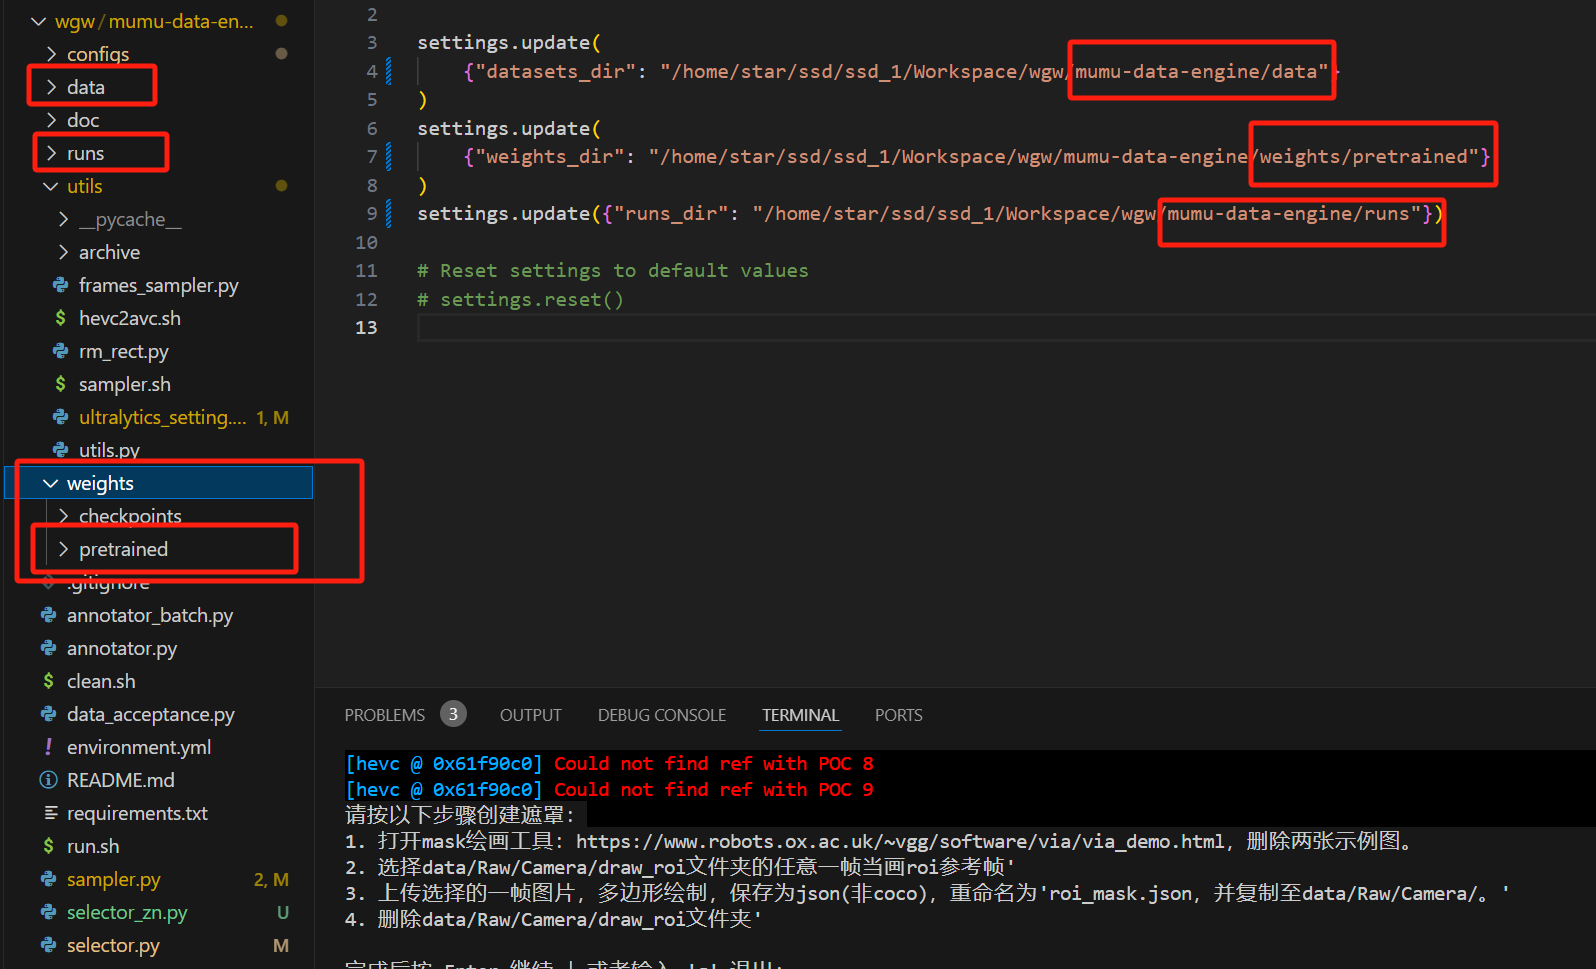 wgw / mumu-data-en...
configs
data
doc
runs
utils
__pycache__
archive
frames_sampler.py
hevc2avc.sh
rm_rect.py
sampler.sh
ultralytics_setting.... 1, M
utils.py
weights
checkpoints
pretrained
.gitignore
annotator_batch.py
annotator.py
clean.sh
data_acceptance.py
environment.yml
README.md
requirements.txt
run.sh
sampler.py 2, M
selector_zn.py U
selector.py M
2
3 settings.update(
4 {"datasets_dir": "/home/star/ssd/ssd_1/Workspace/wgw/mumu-data-engine/data"}
5 )
6 settings.update(
7 {"weights_dir": "/home/star/ssd/ssd_1/Workspace/wgw/mumu-data-engine/weights/pretrained"}
8 )
9 settings.update({"runs_dir": "/home/star/ssd/ssd_1/Workspace/wgw/mumu-data-engine/runs"})
10
11 # Reset settings to default values
12 # settings.reset()
13
PROBLEMS 3 OUTPUT DEBUG CONSOLE TERMINAL PORTS
[hevc @ 0x61f90c0] Could not find ref with POC 8
[hevc @ 0x61f90c0] Could not find ref with POC 9
请按以下步骤创建遮罩：
1. 打开mask绘画工具：https://www.robots.ox.ac.uk/~vgg/software/via/via_demo.html，删除两张示例图。
2. 选择data/Raw/Camera/draw_roi文件夹的任意一帧当画roi参考帧'
3. 上传选择的一帧图片，多边形绘制，保存为json(非coco)，重命名为'roi_mask.json，并复制至data/Raw/Camera/。'
4. 删除data/Raw/Camera/draw_roi文件夹'